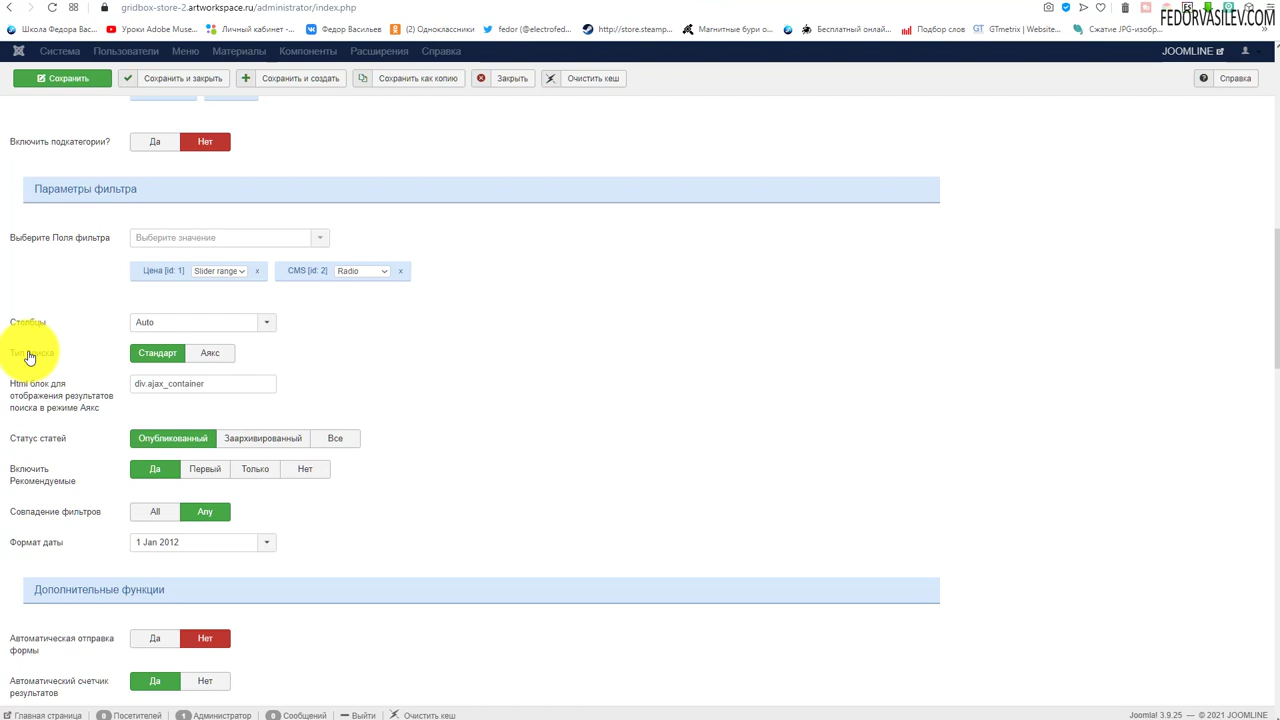 gridbox-store-2.artworkspace.ru/administrator/index.php
FEDORVASILEV.COM
Школа Федора Вас... Уроки Adobe Muse... Личный кабинет -... Федор Васильев Одноклассники fedor (@electrofed... http://store.steamp... Магнитные бури о... Бесплатный онлай... Подбор слов GTmetrix | Website... Сжатие JPG-изобр... »
Система Пользователи Меню Материалы Компоненты Расширения Справка JOOMLINE
Сохранить Сохранить и закрыть Сохранить и создать Сохранить как копию Закрыть Очистить кеш Справка
Включить подкатегории? Да Нет
Параметры фильтра
Выберите Поля фильтра Выберите значение
Цена [id: 1] Slider range x CMS [id: 2] Radio x
Столбцы Auto
Тип поиска Стандарт Аякс
Html блок для
отображения результатов
поиска в режиме Аякс
div.ajax_container
Статус статей Опубликованный Заархивированный Все
Включить
Рекомендуемые
Да Первый Только Нет
Совпадение фильтров All Any
Формат даты 1 Jan 2012
Дополнительные функции
Автоматическая отправка
формы
Да Нет
Автоматический счетчик
результатов
Да Нет
Главная страница 0 Посетителей 1 Администратор 0 Сообщений Выйти Очистить кеш Joomla! 3.9.25 — © 2021 JOOMLINE